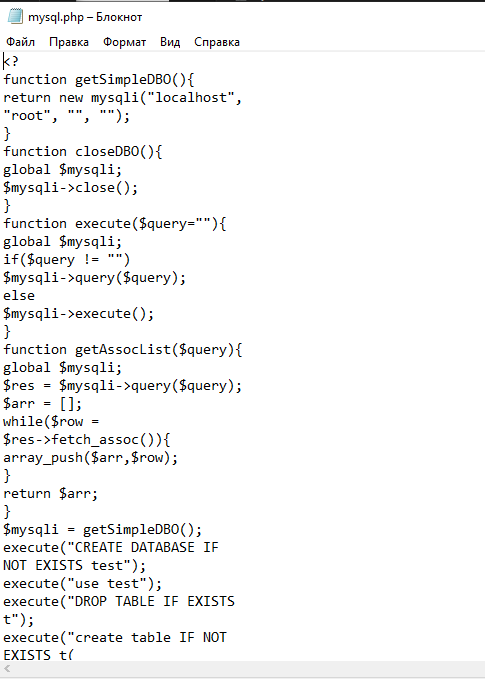 mysql.php – Блокнот
Файл Правка Формат Вид Справка
<?
function getSimpleDBO(){
return new mysqli("localhost",
"root", "", "");
}
function closeDBO(){
global $mysqli;
$mysqli->close();
}
function execute($query=""){
global $mysqli;
if($query != "")
$mysqli->query($query);
else
$mysqli->execute();
}
function getAssocList($query){
global $mysqli;
$res = $mysqli->query($query);
$arr = [];
while($row =
$res->fetch_assoc()){
array_push($arr,$row);
}
return $arr;
}
$mysqli = getSimpleDBO();
execute("CREATE DATABASE IF
NOT EXISTS test");
execute("use test");
execute("DROP TABLE IF EXISTS
t");
execute("create table IF NOT
EXISTS t(